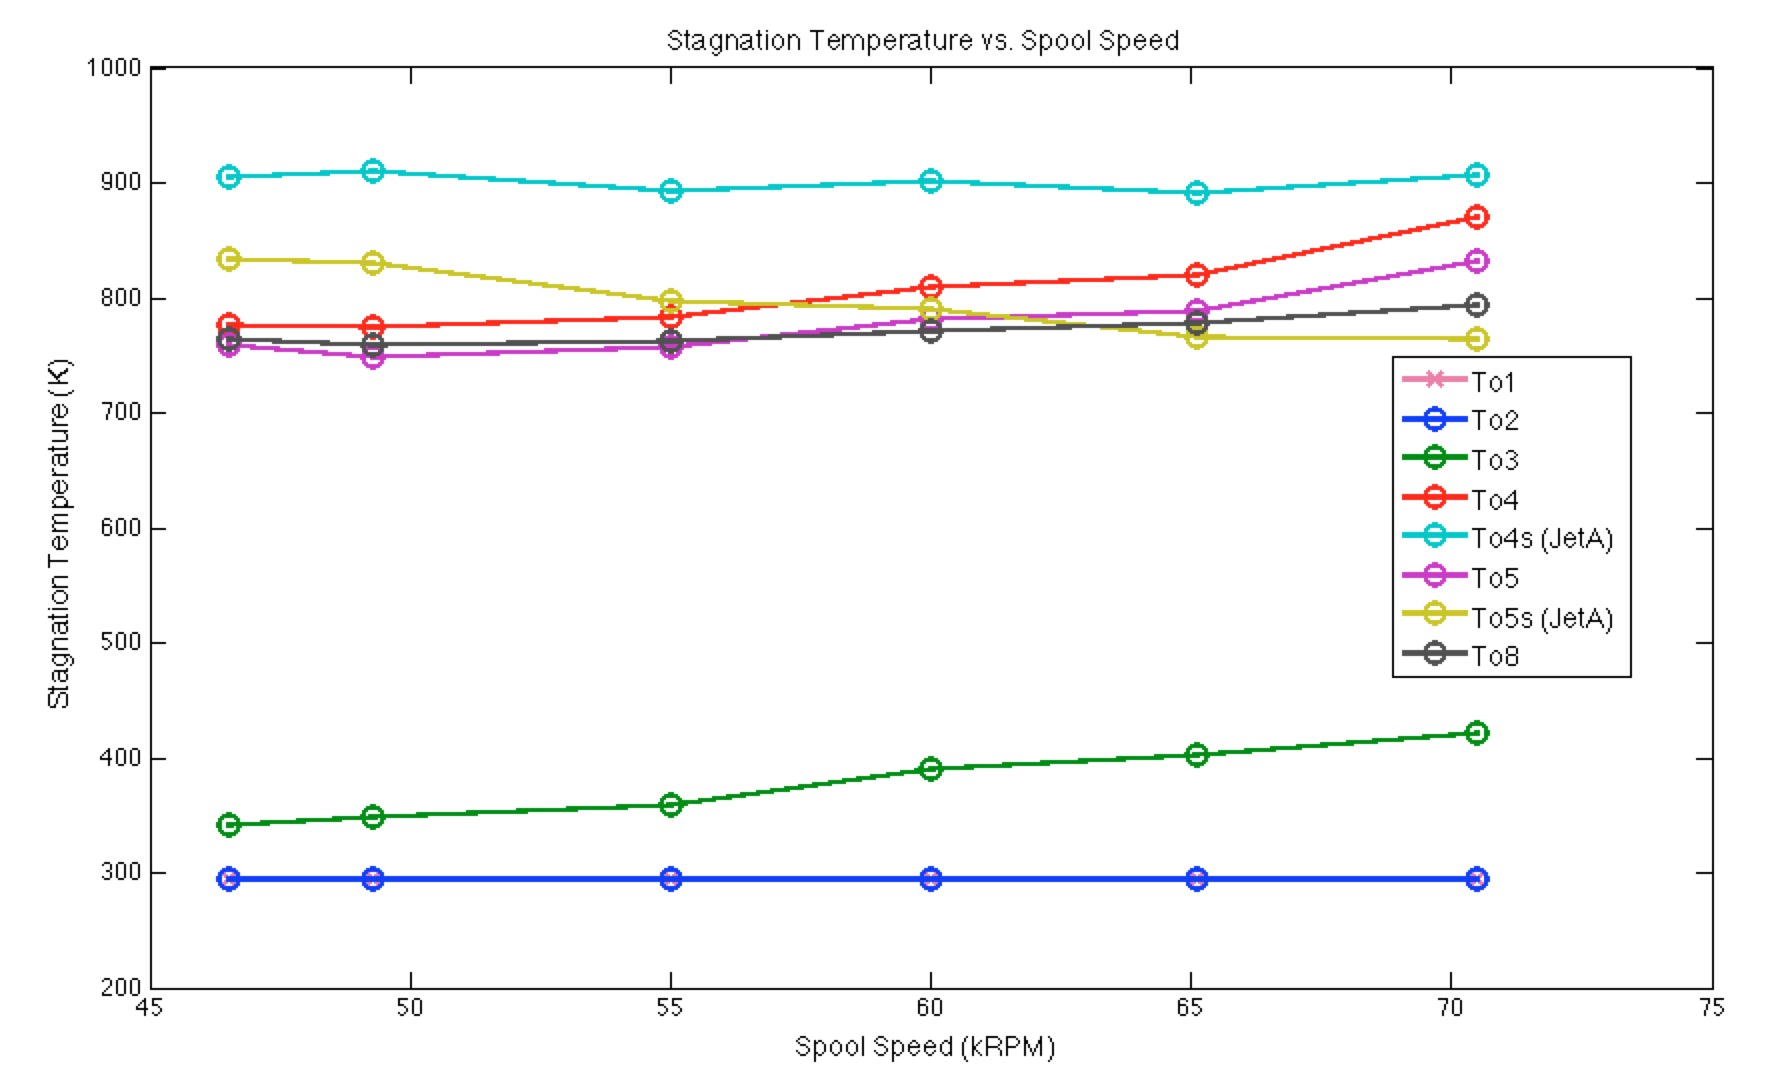 Stagnation Temperature vs. Spool Speed
1000
900
800
700
600
500
400
300
200
Stagnation Temperature (K)
To1
To2
To3
To4
To4s (JetA)
To5
To5s (JetA)
To8
45 50 55 60 65 70 75
Spool Speed (kRPM)